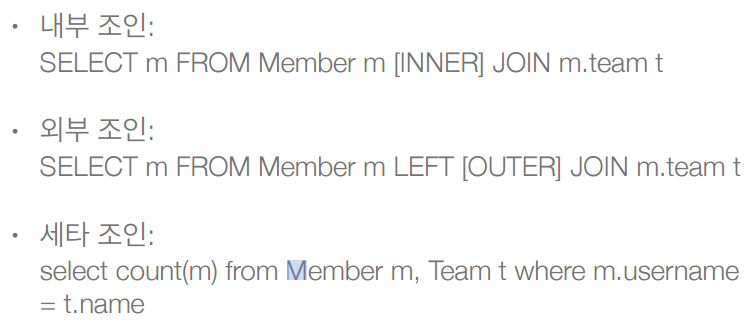 • 내부 조인:
SELECT m FROM Member m [INNER] JOIN m.team t
• 외부 조인:
SELECT m FROM Member m LEFT [OUTER] JOIN m.team t
• 세타 조인:
select count(m) from Member m, Team t where m.username
= t.name